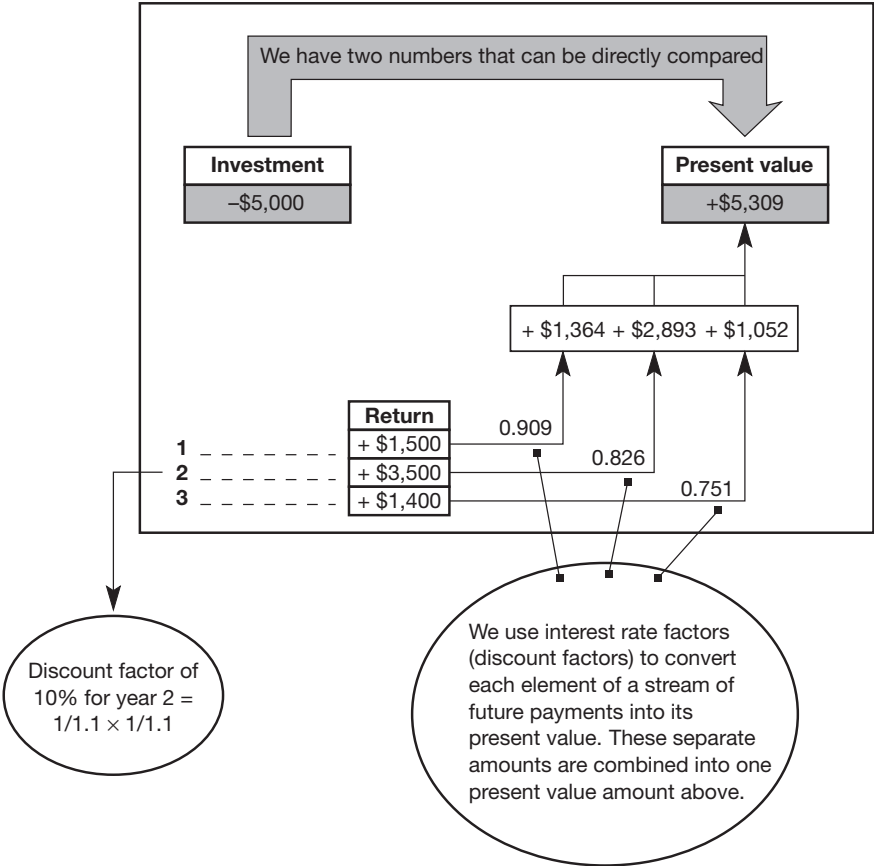 We have two numbers that can be directly compared
Investment
–$5,000
Present value
+$5,309
+ $1,364 + $2,893 + $1,052
Return
1
+ $1,500
0.909
2
+ $3,500
0.826
3
+ $1,400
0.751
Discount factor of
10% for year 2 =
1/1.1 × 1/1.1
We use interest rate factors
(discount factors) to convert
each element of a stream of
future payments into its
present value. These separate
amounts are combined into one
present value amount above.